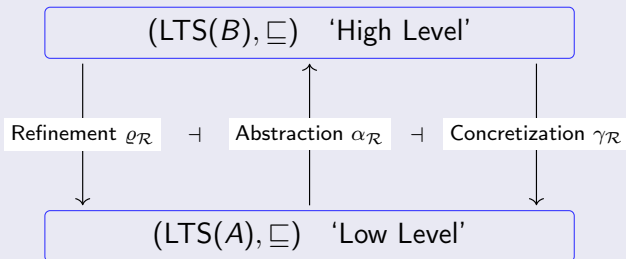 (LTS(B), ⊑) ‘High Level’
Refinement ϱ_ℛ ⊣ Abstraction α_ℛ ⊣ Concretization γ_ℛ
(LTS(A), ⊑) ‘Low Level’